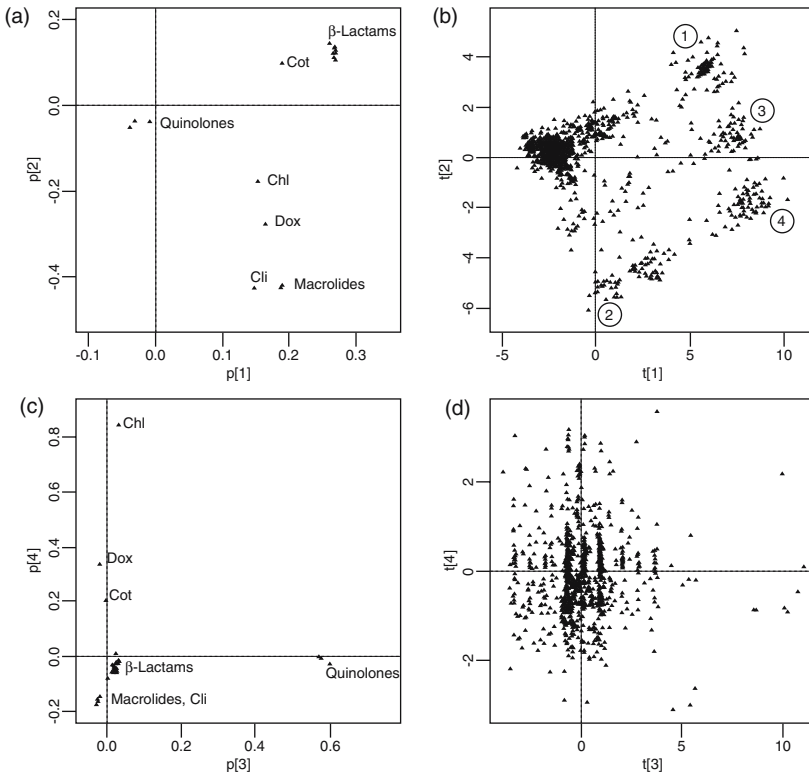 (a)
0.2
0.0
-0.2
-0.4
p[2]
β-Lactams
Cot
Quinolones
Chl
Dox
Cli
Macrolides
-0.1
0.0
0.1
0.2
0.3
p[1]
(b)
4
2
0
-2
-4
-6
t[2]
1
3
4
2
-5
0
5
10
t[1]
(c)
0.8
0.6
0.4
0.2
0.0
-0.2
p[4]
Chl
Dox
Cot
β-Lactams
Quinolones
Macrolides, Cli
0.0
0.2
0.4
0.6
p[3]
(d)
2
0
-2
t[4]
0
5
10
t[3]